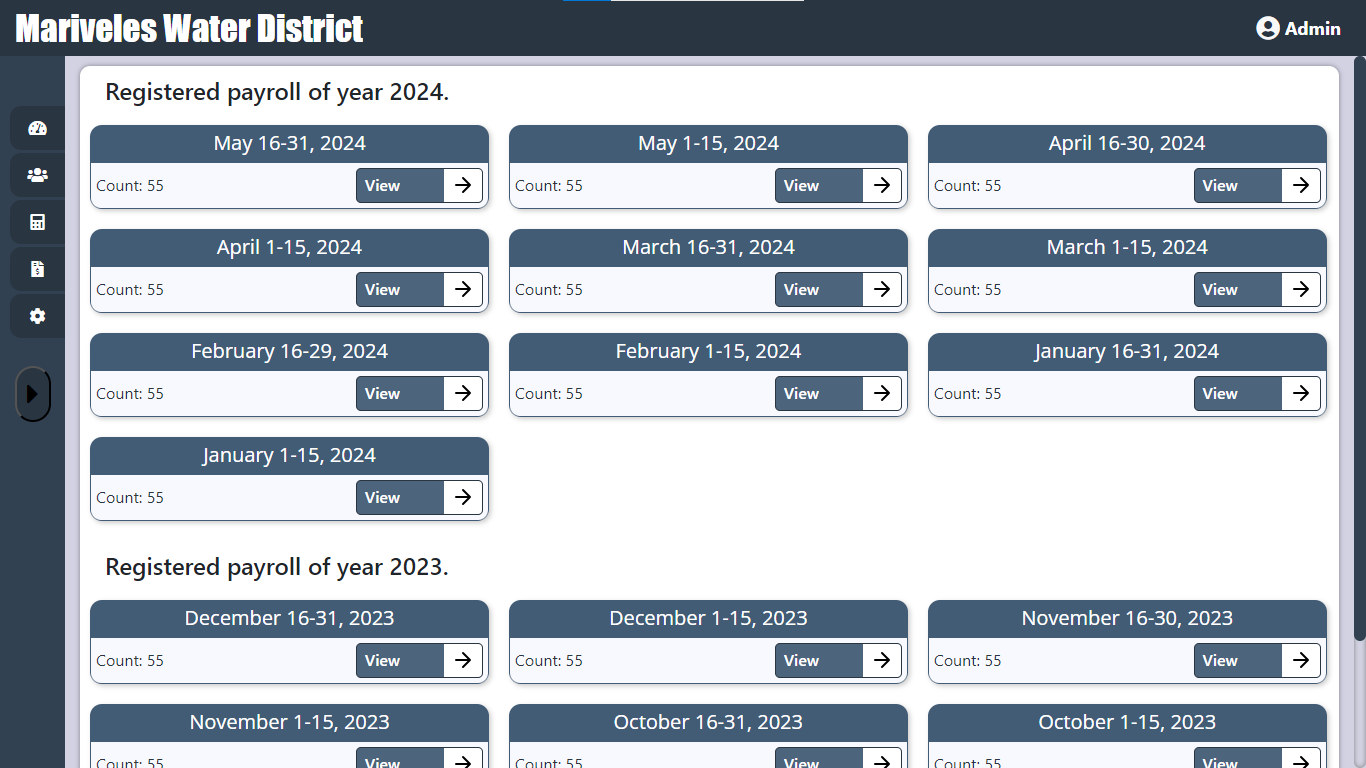 Mariveles Water District
Admin
Registered payroll of year 2024.
May 16-31, 2024
Count: 55
View
May 1-15, 2024
Count: 55
View
April 16-30, 2024
Count: 55
View
April 1-15, 2024
Count: 55
View
March 16-31, 2024
Count: 55
View
March 1-15, 2024
Count: 55
View
February 16-29, 2024
Count: 55
View
February 1-15, 2024
Count: 55
View
January 16-31, 2024
Count: 55
View
January 1-15, 2024
Count: 55
View
Registered payroll of year 2023.
December 16-31, 2023
Count: 55
View
December 1-15, 2023
Count: 55
View
November 16-30, 2023
Count: 55
View
November 1-15, 2023
Count: 55
View
October 16-31, 2023
Count: 55
View
October 1-15, 2023
Count: 55
View